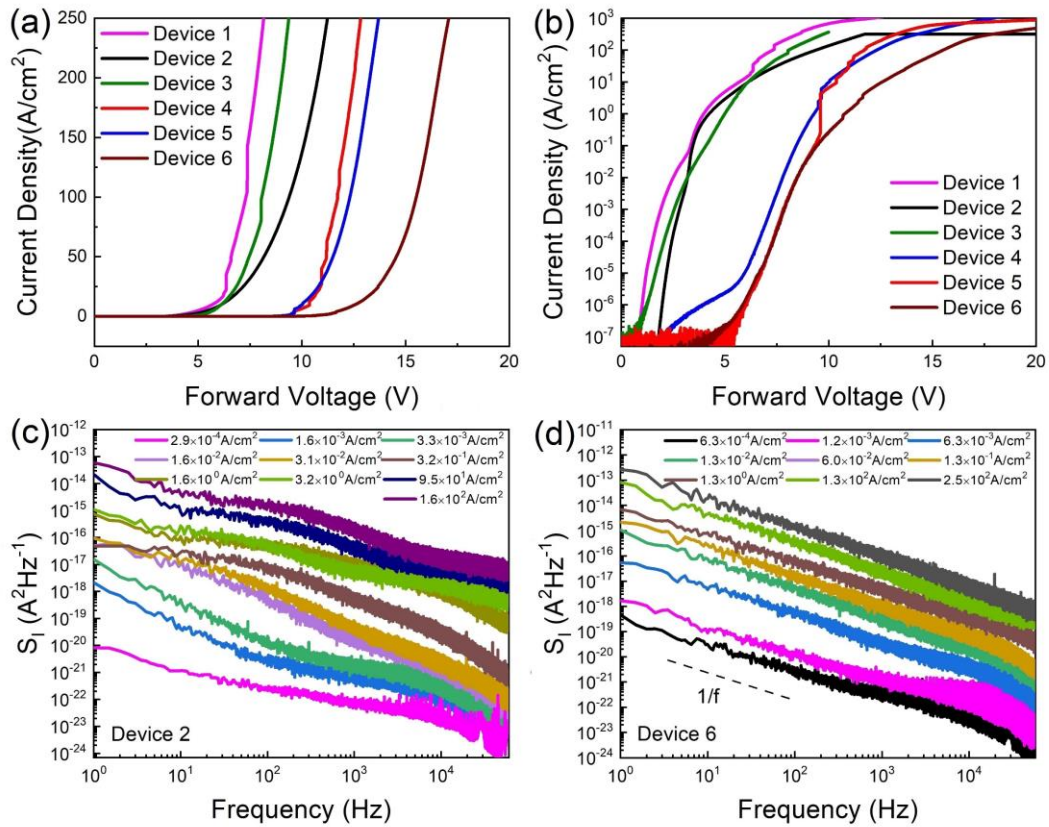 (a)
250
200
150
100
50
0
Current Density(A/cm²)
Device 1
Device 2
Device 3
Device 4
Device 5
Device 6
0 5 10 15 20
Forward Voltage (V)
(b)
10³
10²
10¹
10⁰
10⁻¹
10⁻²
10⁻³
10⁻⁴
10⁻⁵
10⁻⁶
10⁻⁷
Current Density (A/cm²)
Device 1
Device 2
Device 3
Device 4
Device 5
Device 6
0 5 10 15 20
Forward Voltage (V)
(c)
10⁻¹²
10⁻¹³
10⁻¹⁴
10⁻¹⁵
10⁻¹⁶
10⁻¹⁷
10⁻¹⁸
10⁻¹⁹
10⁻²⁰
10⁻²¹
10⁻²²
10⁻²³
10⁻²⁴
S_I (A²Hz⁻¹)
2.9×10⁻⁴A/cm² 1.6×10⁻³A/cm² 3.3×10⁻³A/cm²
1.6×10⁻²A/cm² 3.1×10⁻²A/cm² 3.2×10⁻¹A/cm²
1.6×10⁰A/cm² 3.2×10⁰A/cm² 9.5×10¹A/cm²
1.6×10²A/cm²
Device 2
10⁰ 10¹ 10² 10³ 10⁴
Frequency (Hz)
(d)
10⁻¹¹
10⁻¹²
10⁻¹³
10⁻¹⁴
10⁻¹⁵
10⁻¹⁶
10⁻¹⁷
10⁻¹⁸
10⁻¹⁹
10⁻²⁰
10⁻²¹
10⁻²²
10⁻²³
10⁻²⁴
S_I (A²Hz⁻¹)
6.3×10⁻⁴A/cm² 1.2×10⁻³A/cm² 6.3×10⁻³A/cm²
1.3×10⁻²A/cm² 6.0×10⁻²A/cm² 1.3×10⁻¹A/cm²
1.3×10⁰A/cm² 1.3×10²A/cm² 2.5×10²A/cm²
1/f
Device 6
10⁰ 10¹ 10² 10³ 10⁴
Frequency (Hz)